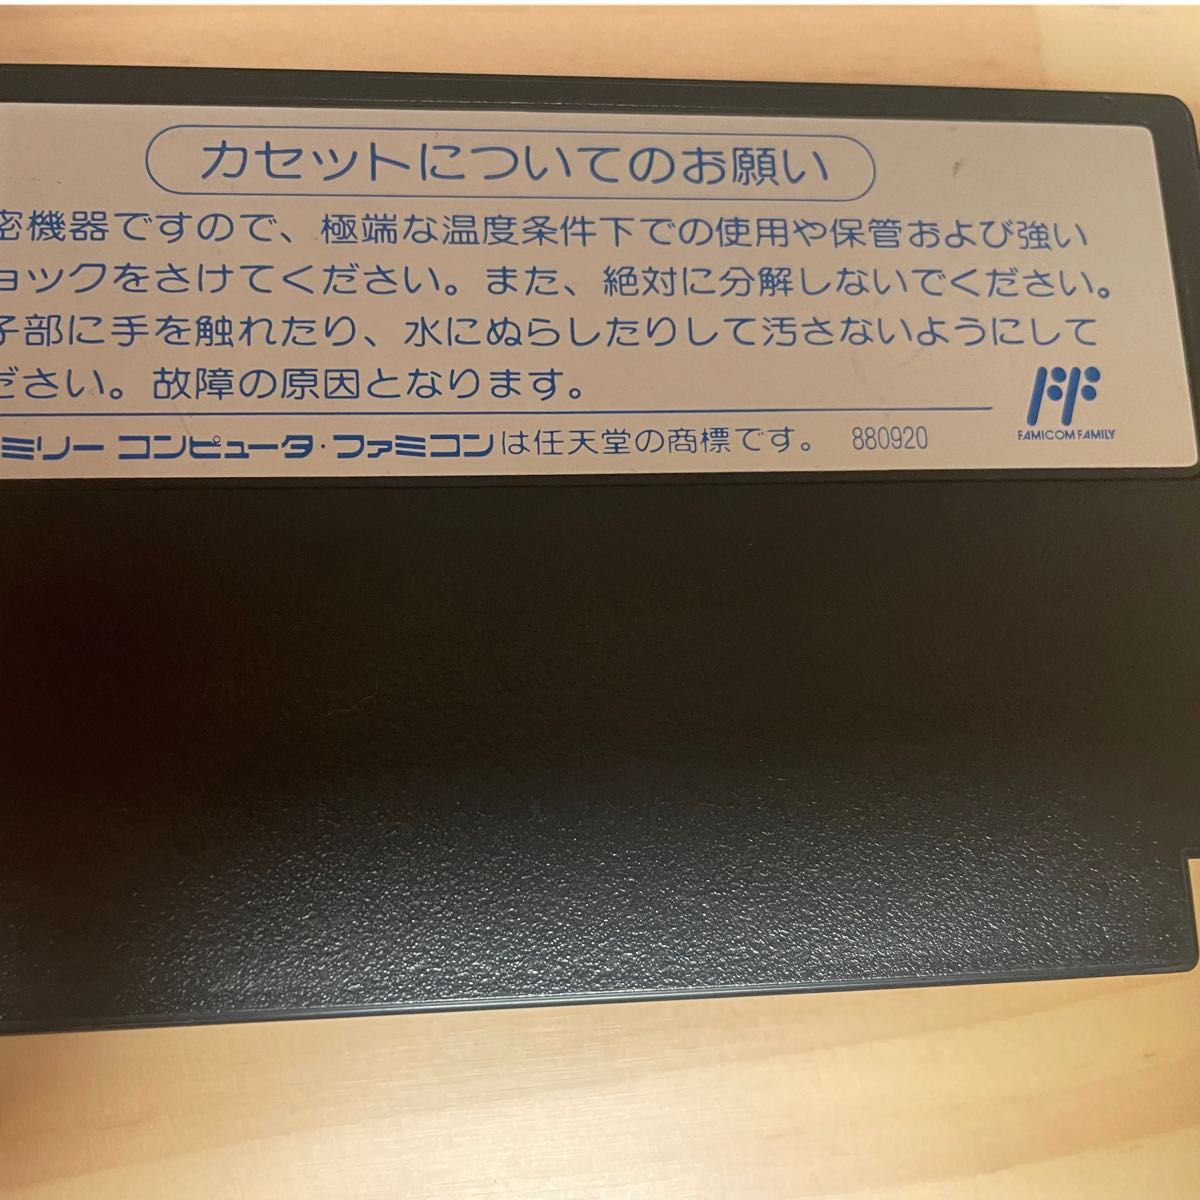 カセットについてのお願い
密機器ですので、極端な温度条件下での使用や保管および強い
ョックをさけてください。また、絶対に分解しないでください。
子部に手を触れたり、水にぬらしたりして汚さないようにして
ださい。故障の原因となります。
ミリー コンピュータ・ファミコンは任天堂の商標です。 880920
FAMICOM FAMILY